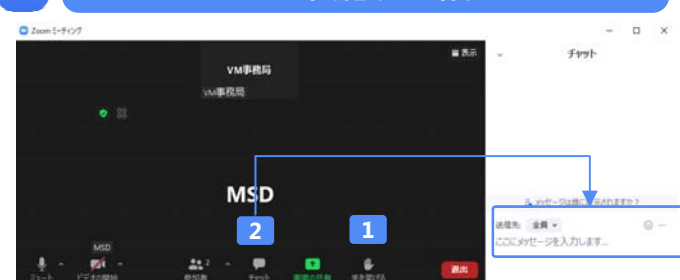 Zoom ミーティング
表示
チャット
VM事務局
VM事務局
MSD
メッセージは誰に表示されますか?
送信先: 全員
ここにメッセージを入力します...
2
1
MSD
2
ミュート
ビデオの開始
参加者
チャット
画面の共有
手を挙げる
退出